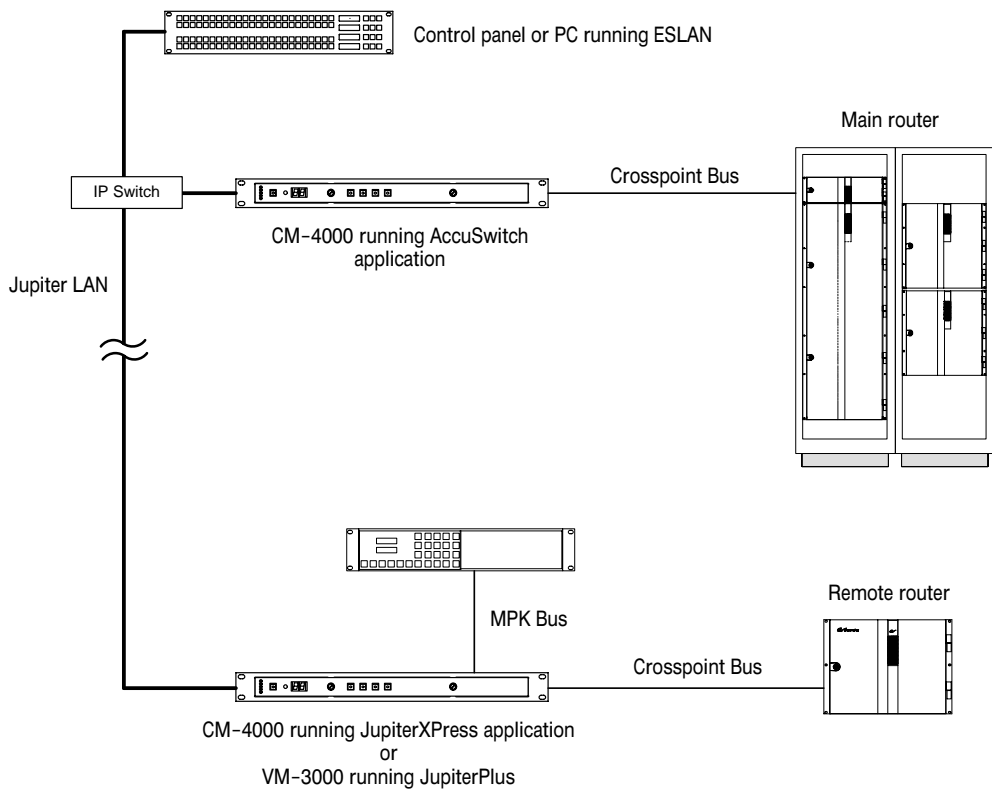 Control panel or PC running ESLAN
Main router
IP Switch
Crosspoint Bus
CM-4000 running AccuSwitch
application
Jupiter LAN
MPK Bus
Remote router
Crosspoint Bus
CM-4000 running JupiterXPress application
or
VM-3000 running JupiterPlus